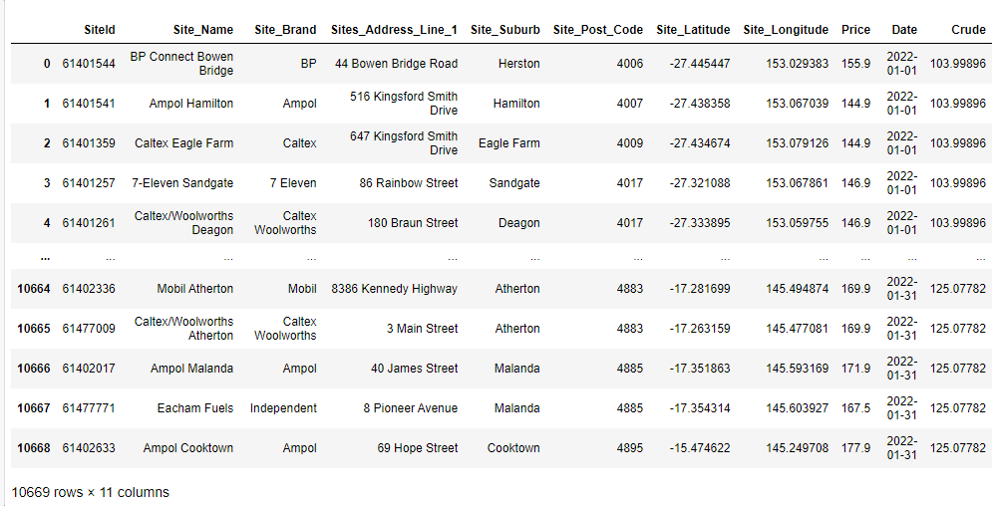 SiteId Site_Name Site_Brand Sites_Address_Line_1 Site_Suburb Site_Post_Code Site_Latitude Site_Longitude Price Date Crude
0 61401544 BP Connect Bowen Bridge BP 44 Bowen Bridge Road Herston 4006 -27.445447 153.029383 155.9 2022-01-01 103.99896
1 61401541 Ampol Hamilton Ampol 516 Kingsford Smith Drive Hamilton 4007 -27.438358 153.067039 144.9 2022-01-01 103.99896
2 61401359 Caltex Eagle Farm Caltex 647 Kingsford Smith Drive Eagle Farm 4009 -27.434674 153.079126 144.9 2022-01-01 103.99896
3 61401257 7-Eleven Sandgate 7 Eleven 86 Rainbow Street Sandgate 4017 -27.321088 153.067861 146.9 2022-01-01 103.99896
4 61401261 Caltex/Woolworths Deagon Caltex Woolworths 180 Braun Street Deagon 4017 -27.333895 153.059755 146.9 2022-01-01 103.99896
... ... ... ... ... ... ... ... ... ... ... ...
10664 61402336 Mobil Atherton Mobil 8386 Kennedy Highway Atherton 4883 -17.281699 145.494874 169.9 2022-01-31 125.07782
10665 61477009 Caltex/Woolworths Atherton Caltex Woolworths 3 Main Street Atherton 4883 -17.263159 145.477081 169.9 2022-01-31 125.07782
10666 61402017 Ampol Malanda Ampol 40 James Street Malanda 4885 -17.351863 145.593169 171.9 2022-01-31 125.07782
10667 61477771 Eacham Fuels Independent 8 Pioneer Avenue Malanda 4885 -17.354314 145.603927 167.5 2022-01-31 125.07782
10668 61402633 Ampol Cooktown Ampol 69 Hope Street Cooktown 4895 -15.474622 145.249708 177.9 2022-01-31 125.07782
10669 rows × 11 columns